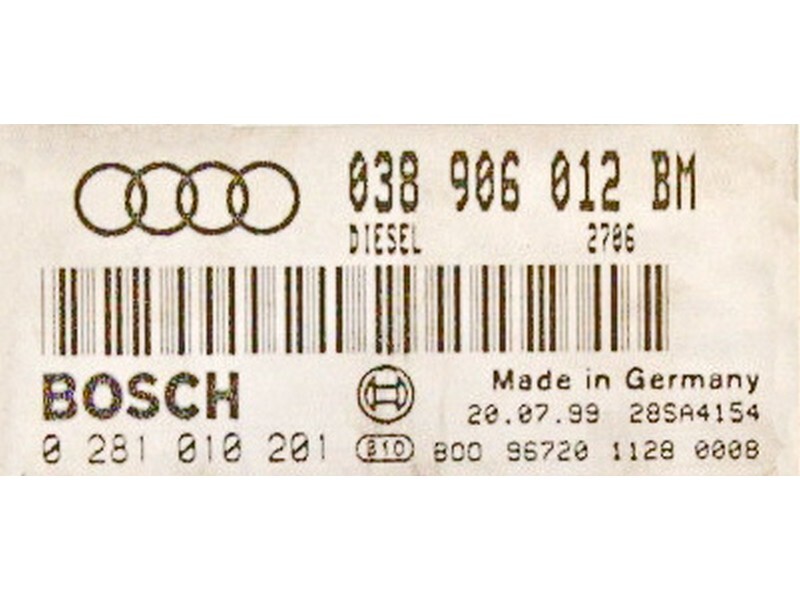 038 906 012 BM
DIESEL 2706
BOSCH
Made in Germany
20.07.99 28SA4154
0 281 010 201 310 800 96720 1128 0008